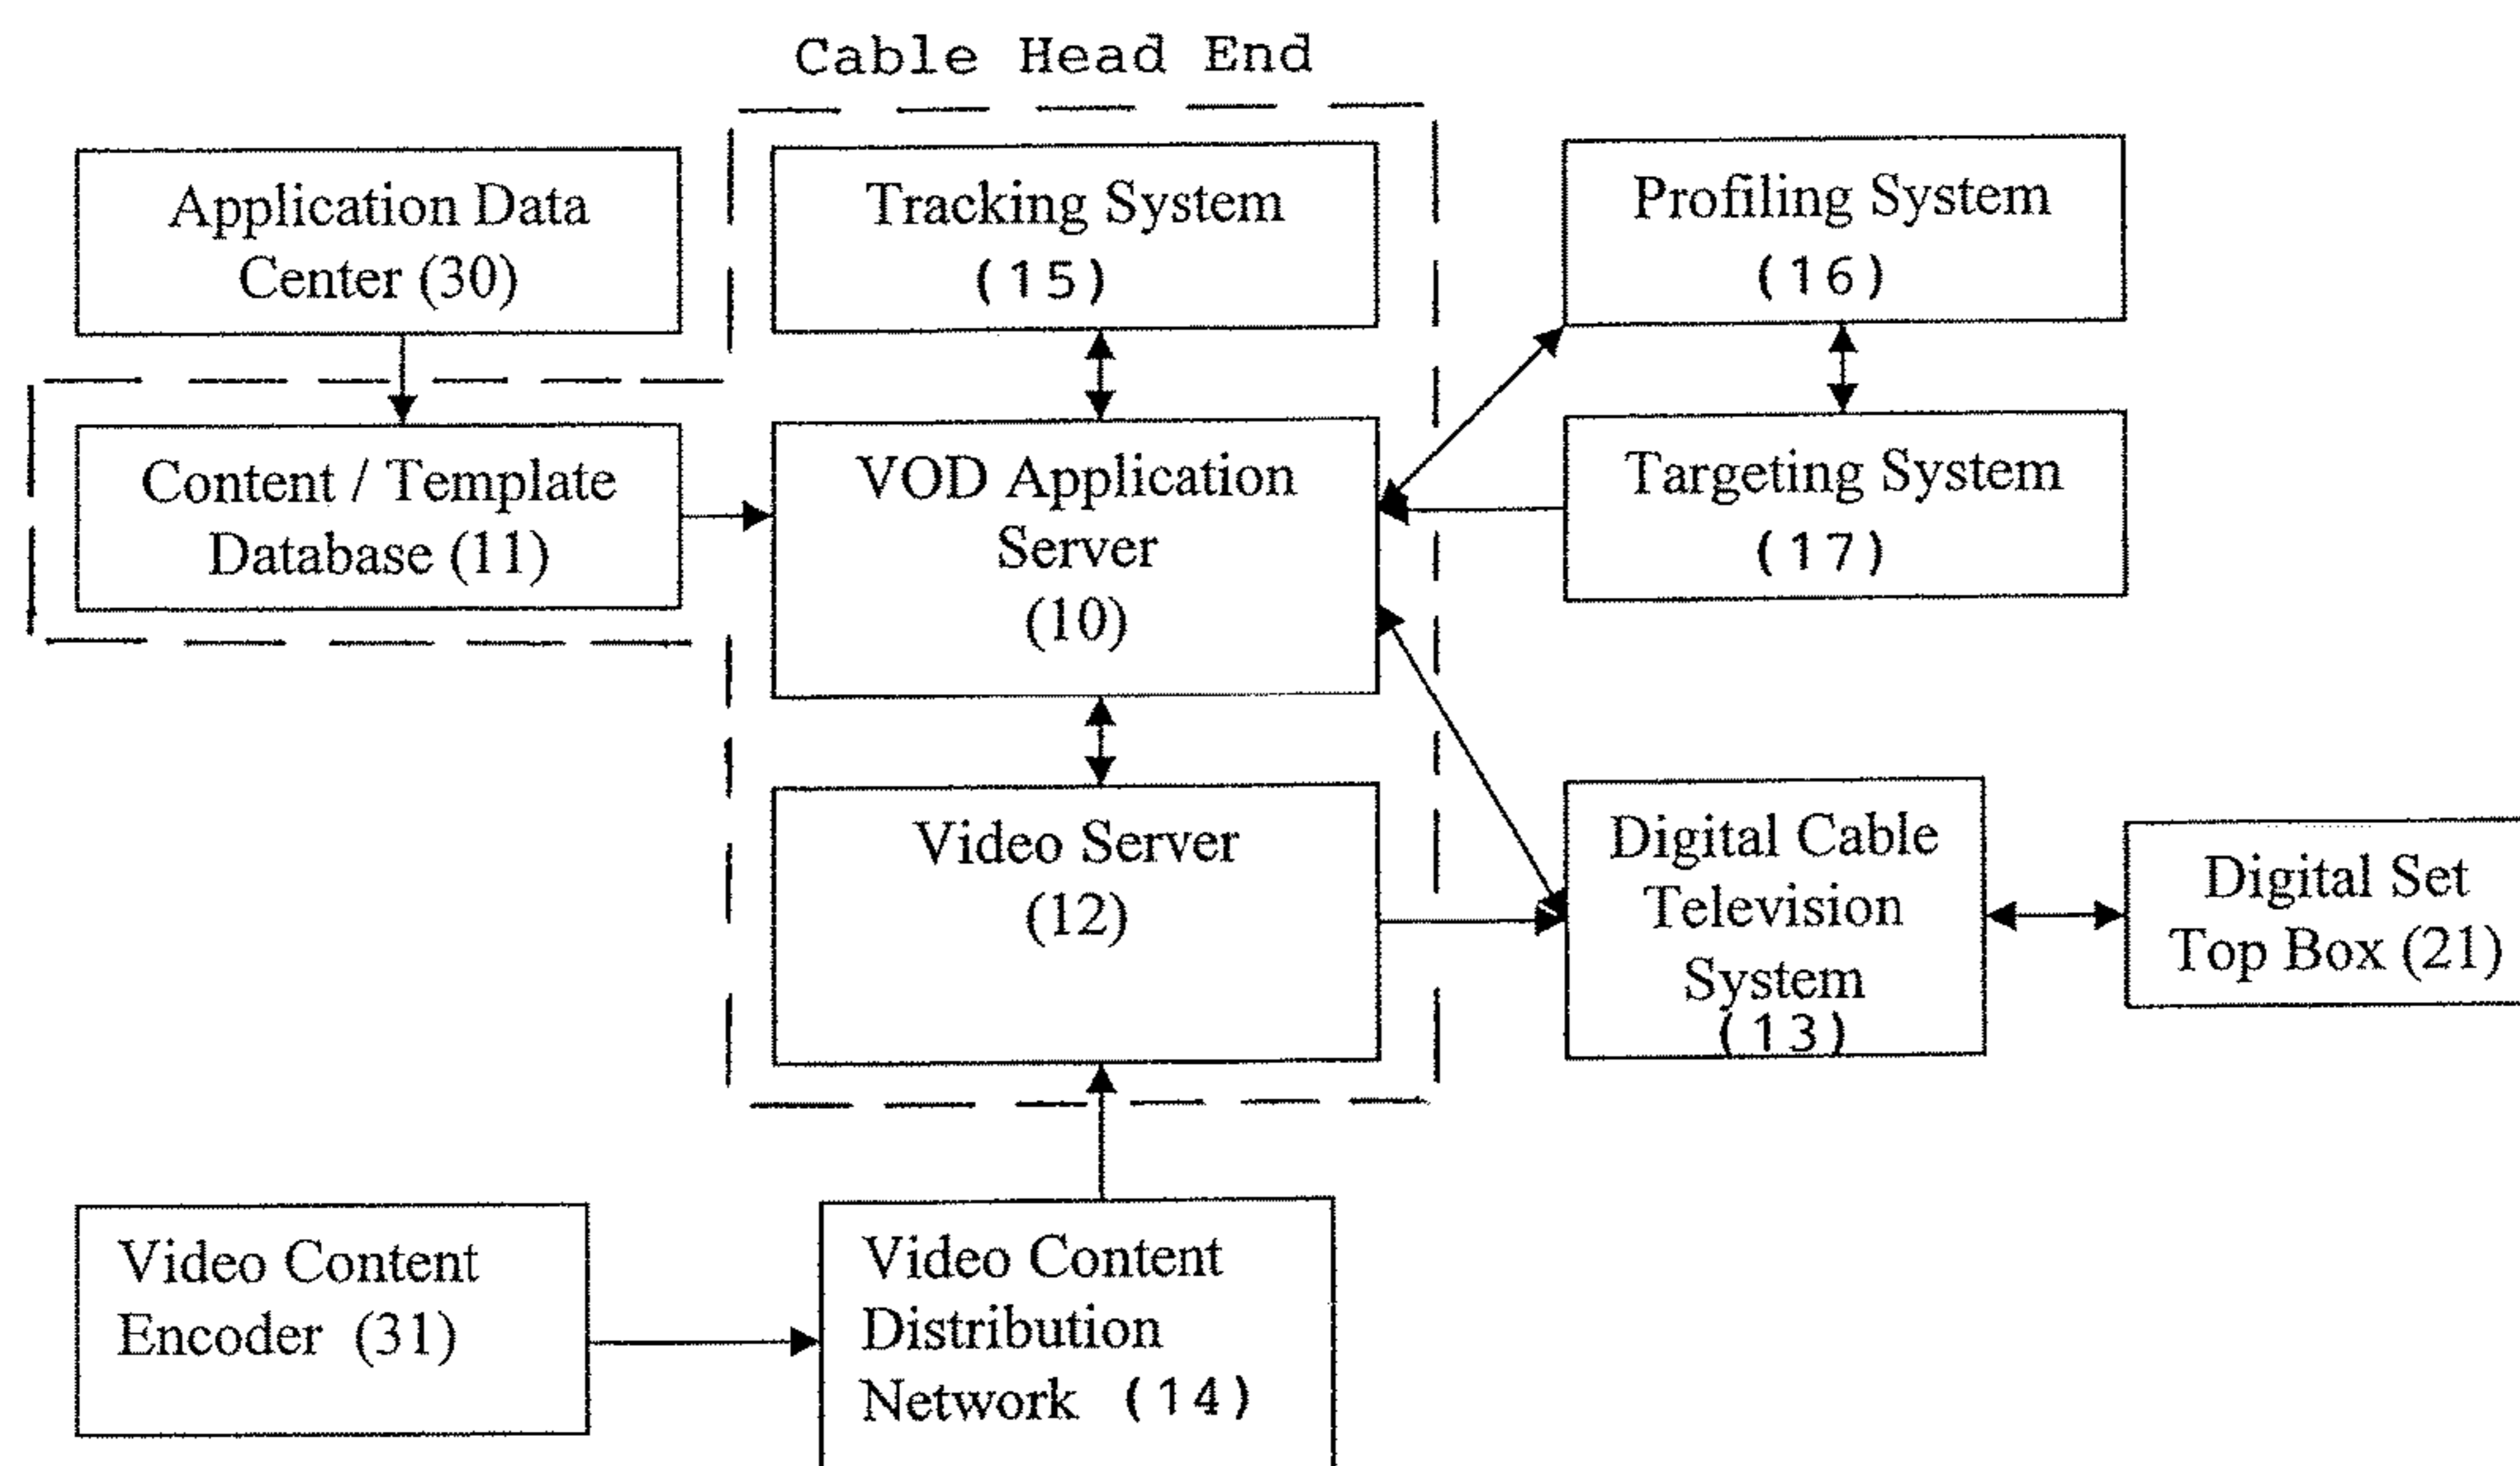 Cable Head End
Application Data
Center (30)
Tracking System
(15)
Profiling System
(16)
Content / Template
Database (11)
VOD Application
Server
(10)
Targeting System
(17)
Video Server
(12)
Digital Cable
Television
System
(13)
Digital Set
Top Box (21)
Video Content
Encoder (31)
Video Content
Distribution
Network (14)